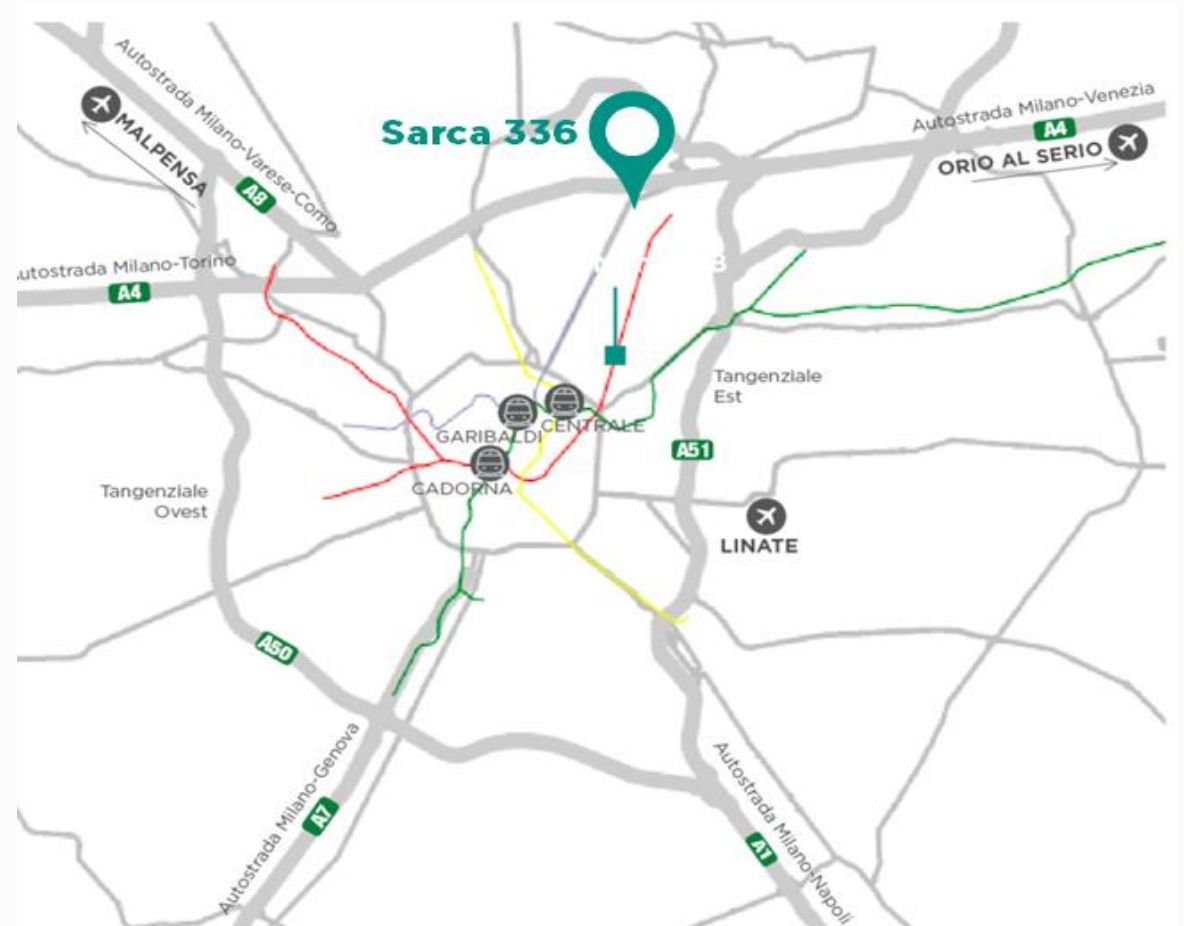 Autostrada Milano-Varese-Como
MALPENSA
A8
Sarca 336
Autostrada Milano-Venezia
A4
ORIO AL SERIO
utostrada Milano-Torino
A4
B
Tangenziale
Est
GARIBALDI
CENTRALE
CADORNA
A51
Tangenziale
Ovest
LINATE
A50
Autostrada Milano-Genova
A7
Autostrada Milano-Napoli
A1